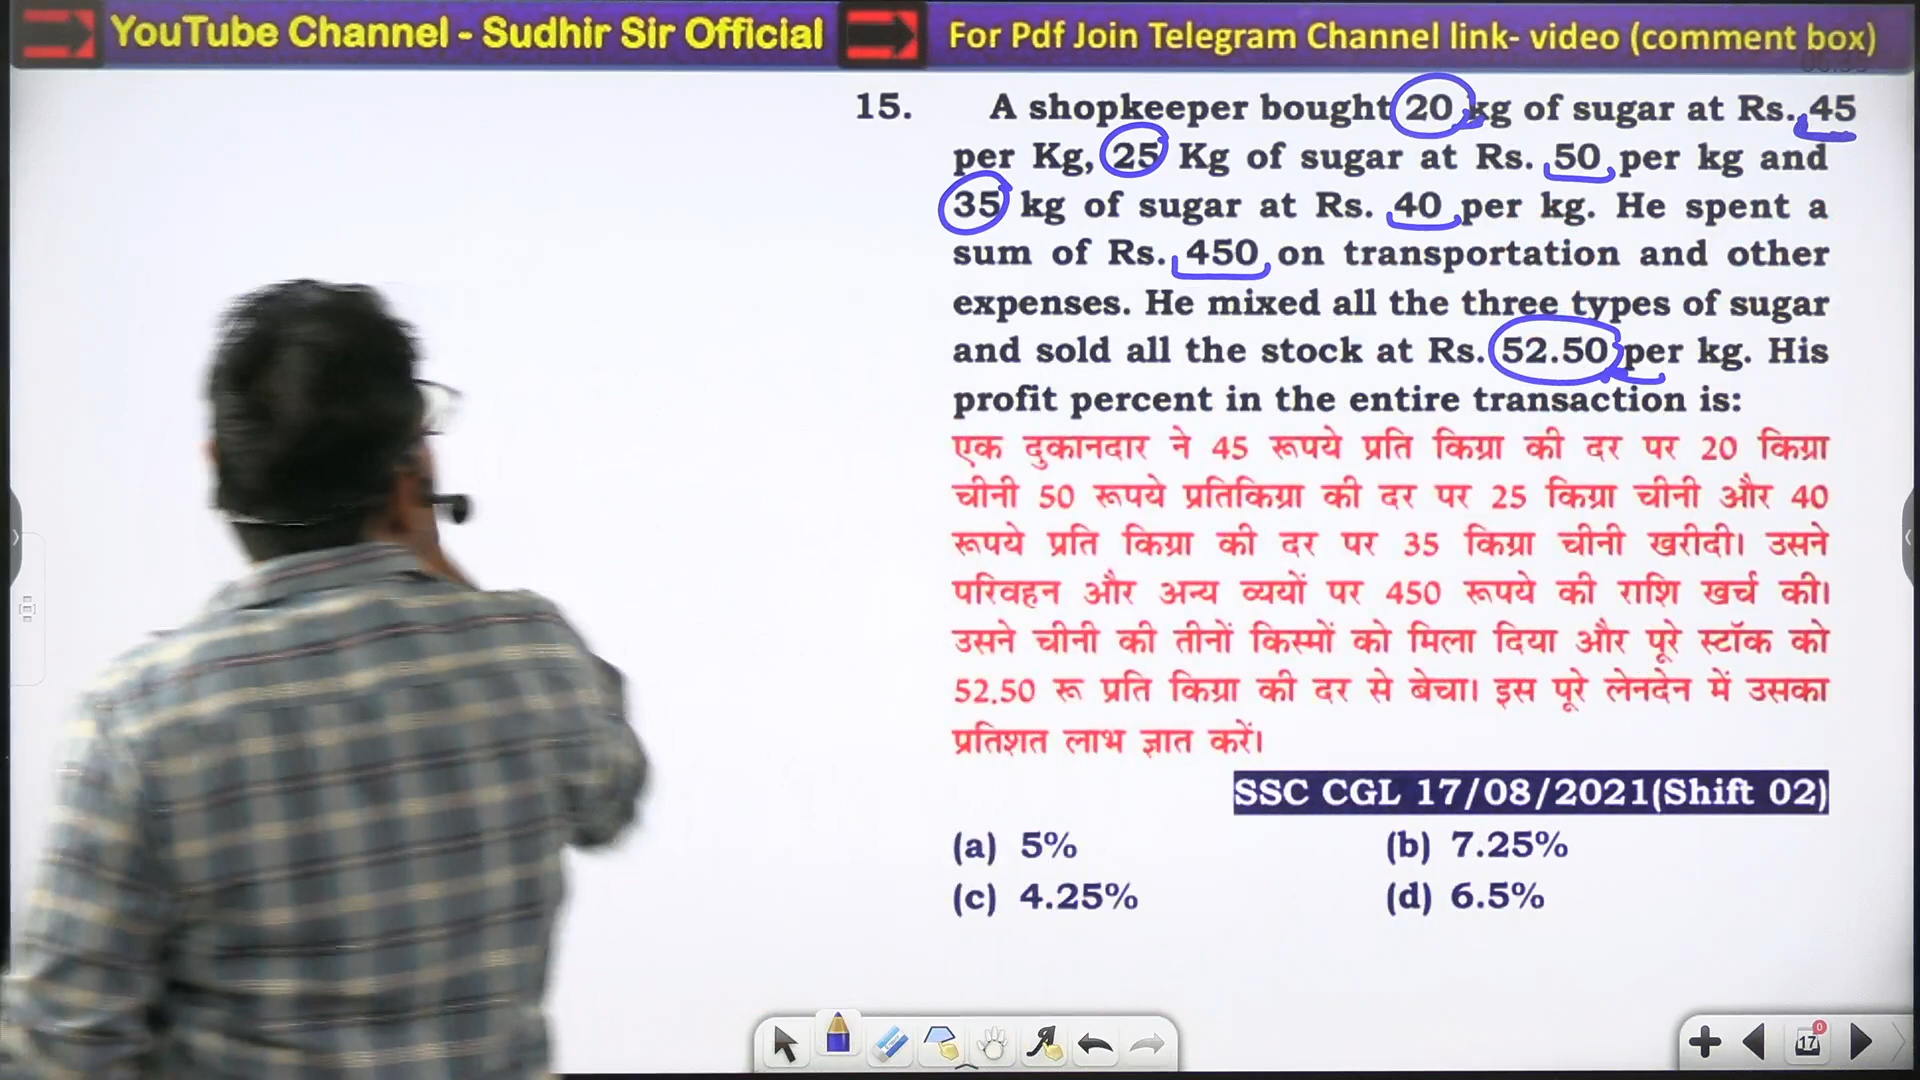 YouTube Channel - Sudhir Sir Official
For Pdf Join Telegram Channel link- video (comment box)
15. A shopkeeper bought 20 kg of sugar at Rs. 45
per Kg, 25 Kg of sugar at Rs. 50 per kg and
35 kg of sugar at Rs. 40 per kg. He spent a
sum of Rs. 450 on transportation and other
expenses. He mixed all the three types of sugar
and sold all the stock at Rs. 52.50 per kg. His
profit percent in the entire transaction is:
एक दुकानदार ने 45 रूपये प्रति किग्रा की दर पर 20 किग्रा
चीनी 50 रूपये प्रतिकिग्रा की दर पर 25 किग्रा चीनी और 40
रूपये प्रति किग्रा की दर पर 35 किग्रा चीनी खरीदी। उसने
परिवहन और अन्य व्ययों पर 450 रूपये की राशि खर्च की।
उसने चीनी की तीनों किस्मों को मिला दिया और पूरे स्टॉक को
52.50 रू प्रति किग्रा की दर से बेचा। इस पूरे लेनदेन में उसका
प्रतिशत लाभ ज्ञात करें।
SSC CGL 17/08/2021(Shift 02)
(a) 5% (b) 7.25%
(c) 4.25% (d) 6.5%
17
0